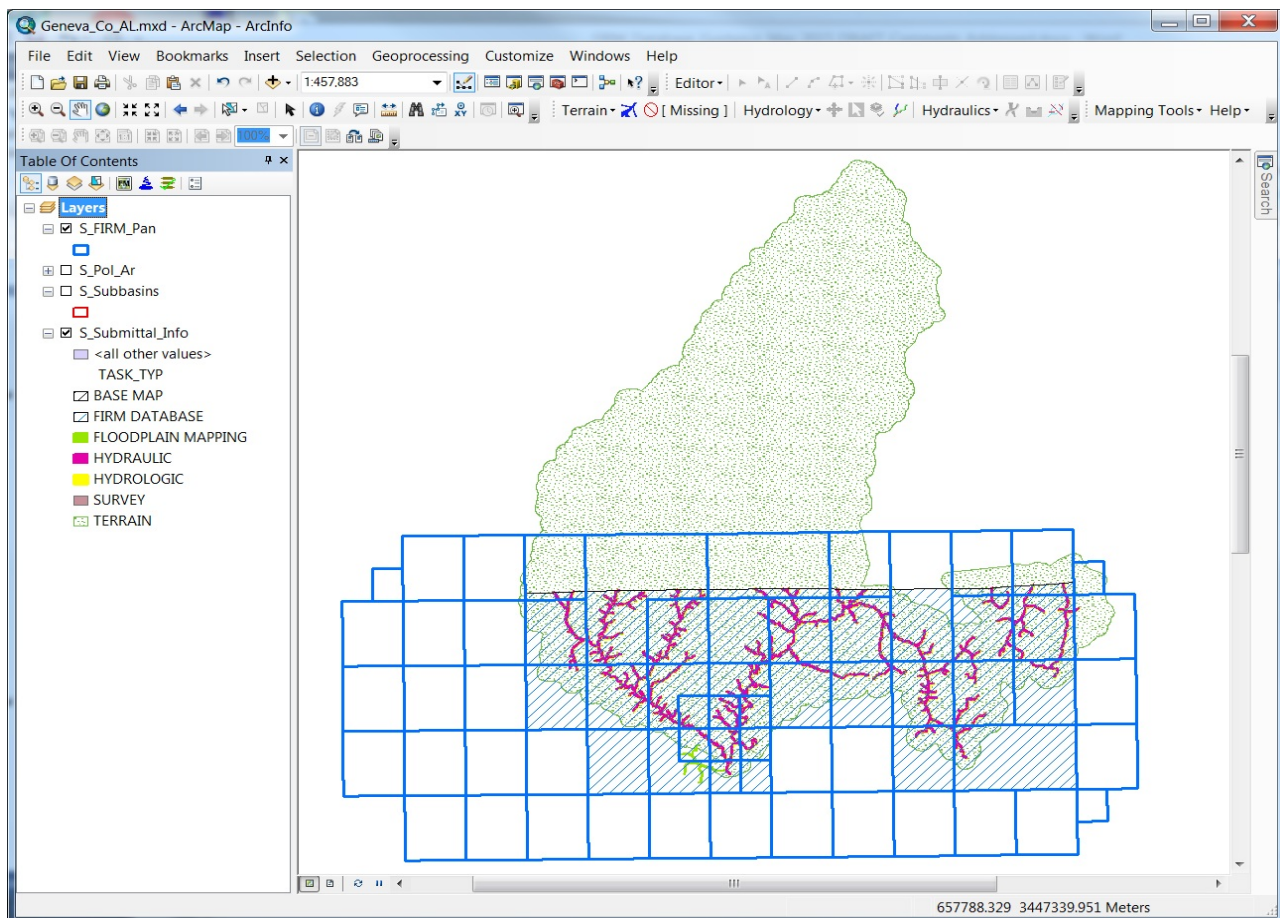 Geneva_Co_AL.mxd - ArcMap - ArcInfo
File Edit View Bookmarks Insert Selection Geoprocessing Customize Windows Help
1:457,883 Editor
Terrain [ Missing ] Hydrology Hydraulics Mapping Tools Help
100%
Table Of Contents
Search
Layers
S_FIRM_Pan
S_Pol_Ar
S_Subbasins
S_Submittal_Info
<all other values>
TASK_TYP
BASE MAP
FIRM DATABASE
FLOODPLAIN MAPPING
HYDRAULIC
HYDROLOGIC
SURVEY
TERRAIN
657788.329 3447339.951 Meters